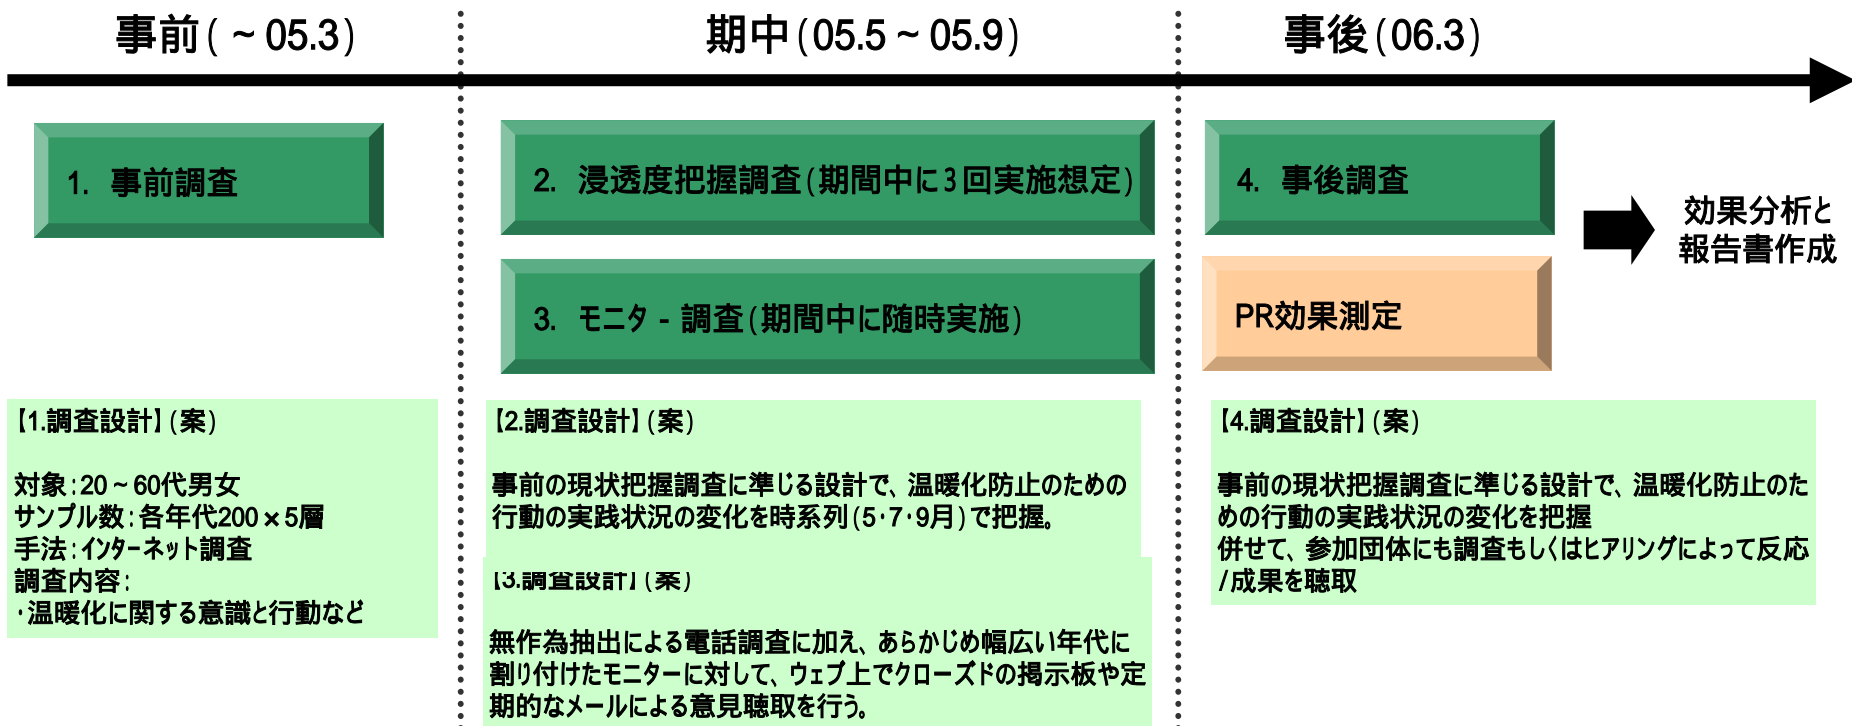 事前(~05.3)
期中(05.5~05.9)
事後(06.3)
1. 事前調査
2. 浸透度把握調査(期間中に3回実施想定)
3. モニタ-調査(期間中に随時実施)
4. 事後調査
PR効果測定
効果分析と
報告書作成
【1.調査設計】(案)
対象:20~60代男女
サンプル数:各年代200×5層
手法:インターネット調査
調査内容:
・温暖化に関する意識と行動など
【2.調査設計】(案)
事前の現状把握調査に準じる設計で、温暖化防止のための
行動の実践状況の変化を時系列(5・7・9月)で把握。
【3.調査設計】(案)
無作為抽出による電話調査に加え、あらかじめ幅広い年代に
割り付けたモニターに対して、ウェブ上でクローズドの掲示板や定
期的なメールによる意見聴取を行う。
【4.調査設計】(案)
事前の現状把握調査に準じる設計で、温暖化防止のた
めの行動の実践状況の変化を把握
併せて、参加団体にも調査もしくはヒアリングによって反応
/成果を聴取